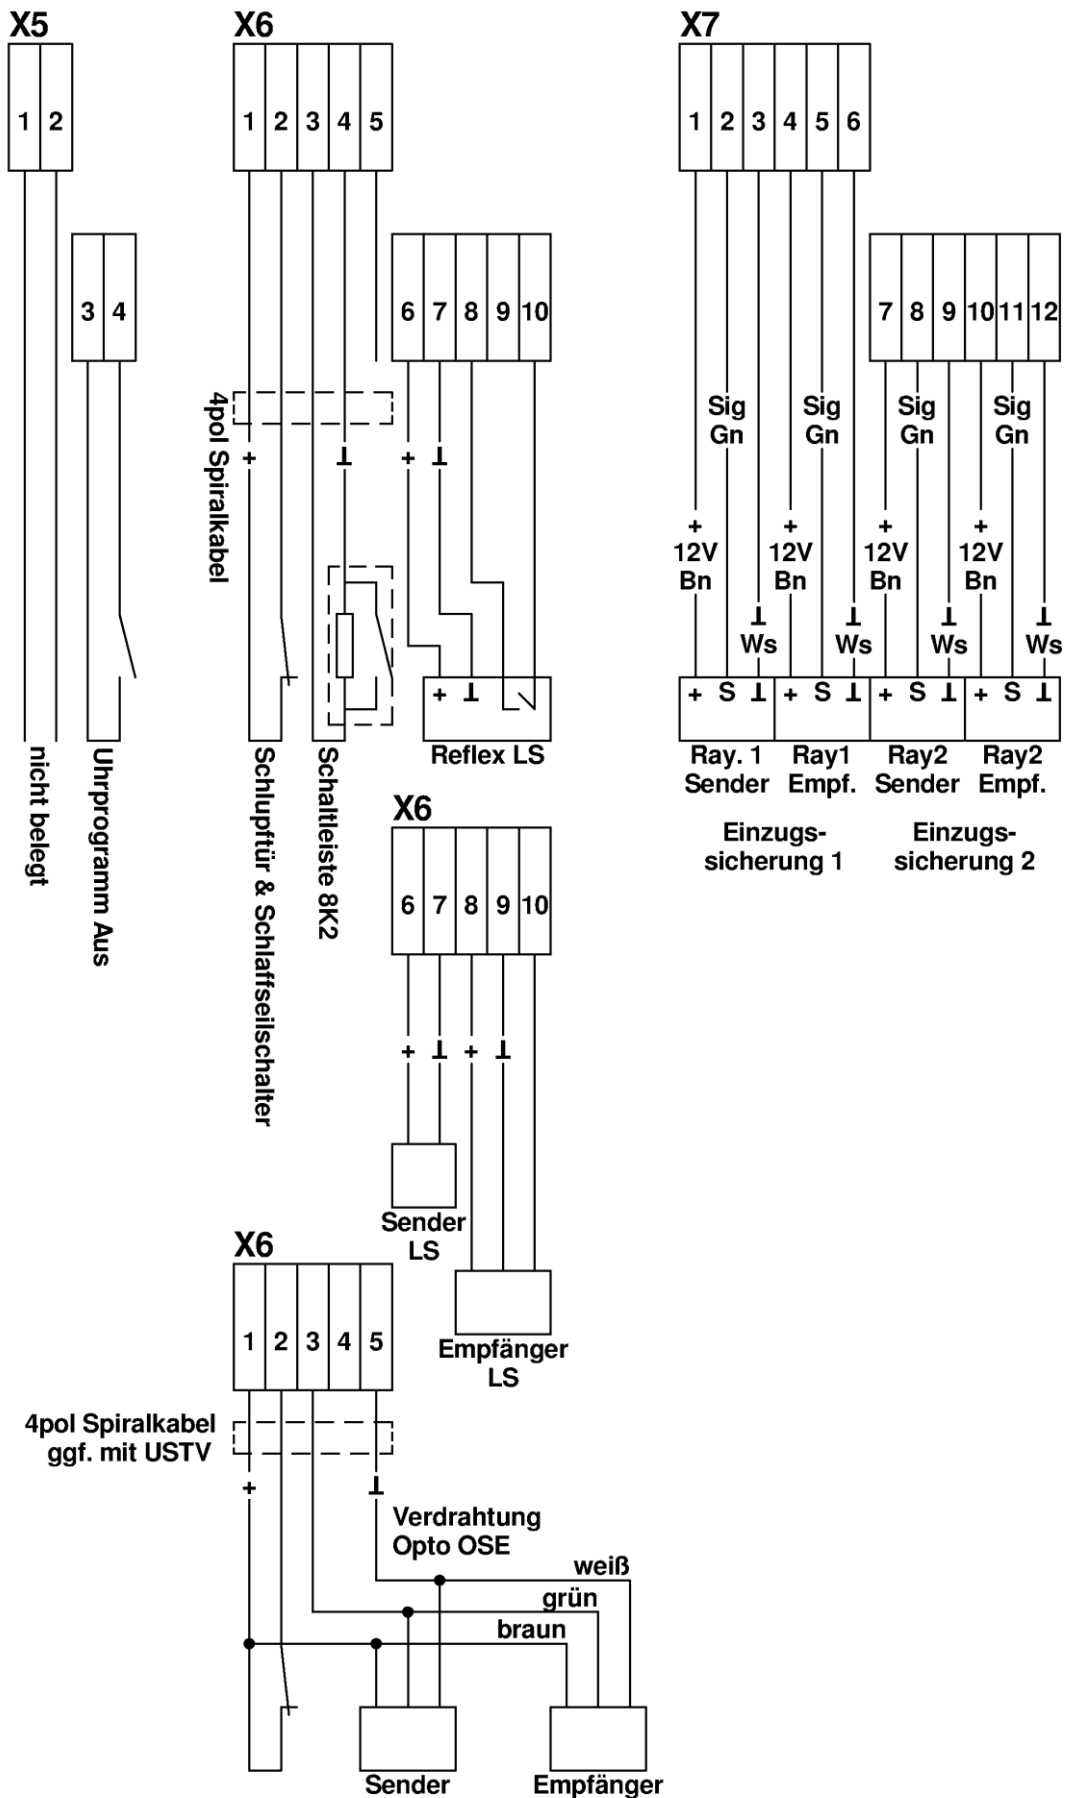 X5
X6
X7
1 2
1 2 3 4 5
1 2 3 4 5 6
3 4
6 7 8 9 10
7 8 9 10 11 12
4pol Spiralkabel
+ ⊥ + ⊥
Sig Sig Sig Sig
Gn Gn Gn Gn
+ + + +
12V 12V 12V 12V
Bn Bn Bn Bn
⊥ ⊥ ⊥ ⊥
Ws Ws Ws Ws
+ ⊥
+ S ⊥ + S ⊥ + S ⊥ + S ⊥
nicht belegt
Uhrprogramm Aus
Schlupftür & Schlaffseilschalter
Schaltleiste 8K2
Reflex LS
Ray. 1
Sender
Ray1
Empf.
Ray2
Sender
Ray2
Empf.
Einzugs-
sicherung 1
Einzugs-
sicherung 2
X6
6 7 8 9 10
+ ⊥ + ⊥
Sender
LS
Empfänger
LS
X6
1 2 3 4 5
4pol Spiralkabel
ggf. mit USTV
+ ⊥
Verdrahtung
Opto OSE
weiß
grün
braun
Sender
Empfänger